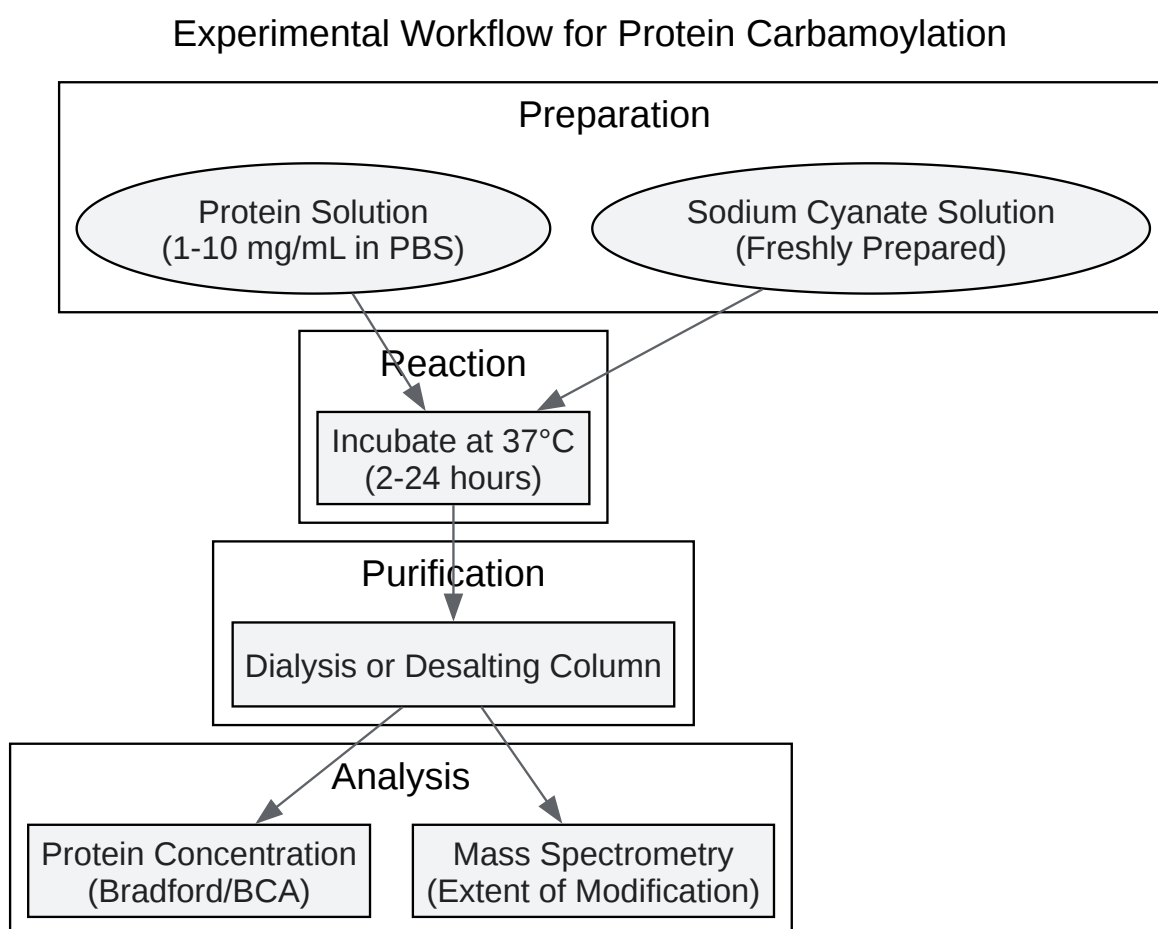 Experimental Workflow for Protein Carbamoylation
Preparation
Protein Solution
(1-10 mg/mL in PBS)
Sodium Cyanate Solution
(Freshly Prepared)
Reaction
Incubate at 37°C
(2-24 hours)
Purification
Dialysis or Desalting Column
Analysis
Protein Concentration
(Bradford/BCA)
Mass Spectrometry
(Extent of Modification)